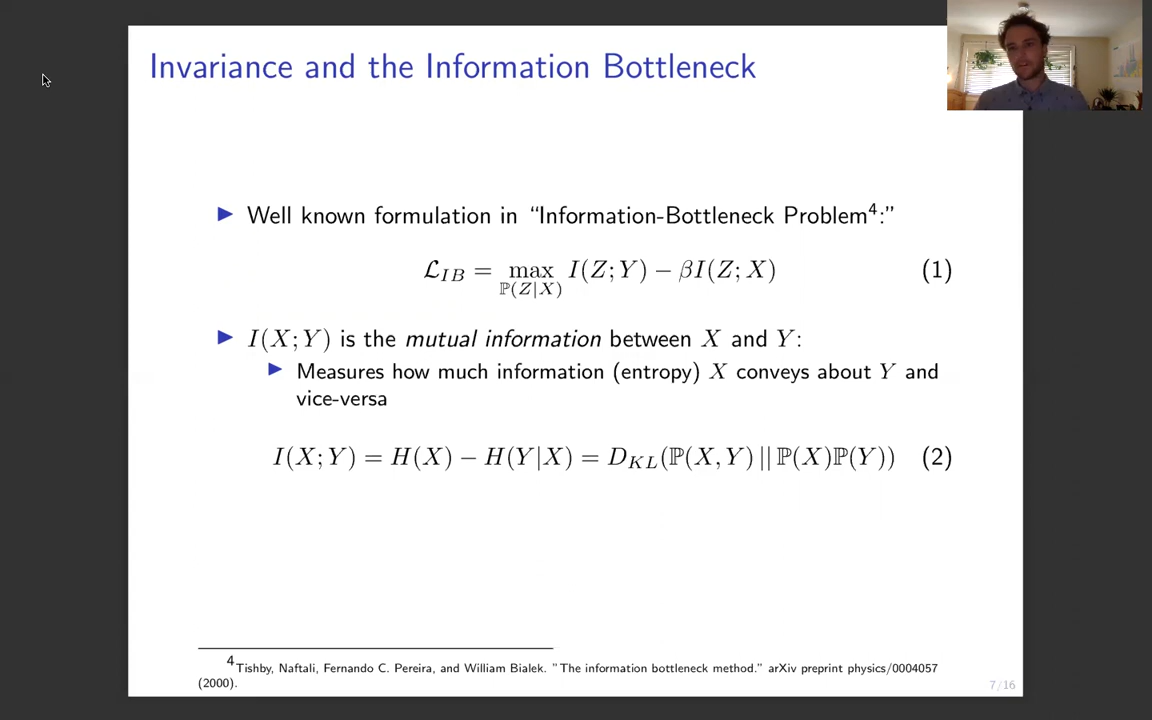 Invariance and the Information Bottleneck
▶ Well known formulation in “Information-Bottleneck Problem⁴:”
ℒ_IB = max_{ℙ(Z|X)} I(Z; Y) − βI(Z; X) (1)
▶ I(X; Y) is the mutual information between X and Y:
▶ Measures how much information (entropy) X conveys about Y and
vice-versa
I(X; Y) = H(X) − H(Y|X) = D_KL(ℙ(X, Y) || ℙ(X)ℙ(Y)) (2)
⁴Tishby, Naftali, Fernando C. Pereira, and William Bialek. ”The information bottleneck method.” arXiv preprint physics/0004057
(2000).
7/16